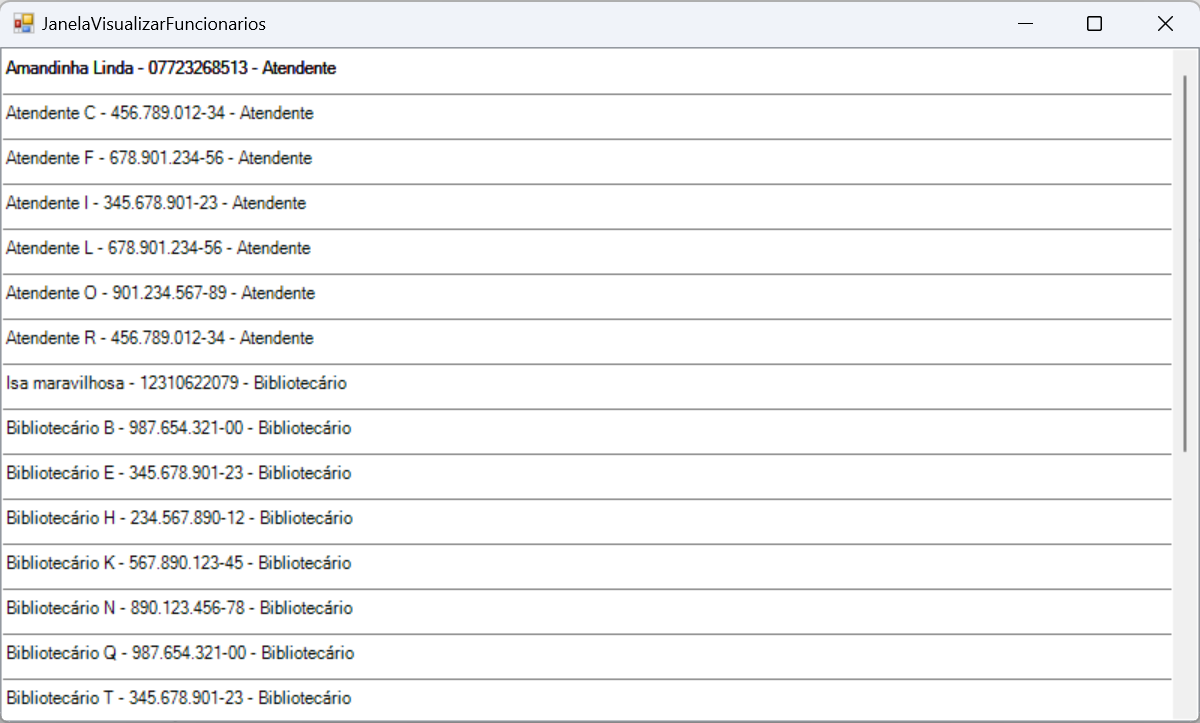 JanelaVisualizarFuncionarios
Amandinha Linda - 07723268513 - Atendente
Atendente C - 456.789.012-34 - Atendente
Atendente F - 678.901.234-56 - Atendente
Atendente I - 345.678.901-23 - Atendente
Atendente L - 678.901.234-56 - Atendente
Atendente O - 901.234.567-89 - Atendente
Atendente R - 456.789.012-34 - Atendente
Isa maravilhosa - 12310622079 - Bibliotecário
Bibliotecário B - 987.654.321-00 - Bibliotecário
Bibliotecário E - 345.678.901-23 - Bibliotecário
Bibliotecário H - 234.567.890-12 - Bibliotecário
Bibliotecário K - 567.890.123-45 - Bibliotecário
Bibliotecário N - 890.123.456-78 - Bibliotecário
Bibliotecário Q - 987.654.321-00 - Bibliotecário
Bibliotecário T - 345.678.901-23 - Bibliotecário